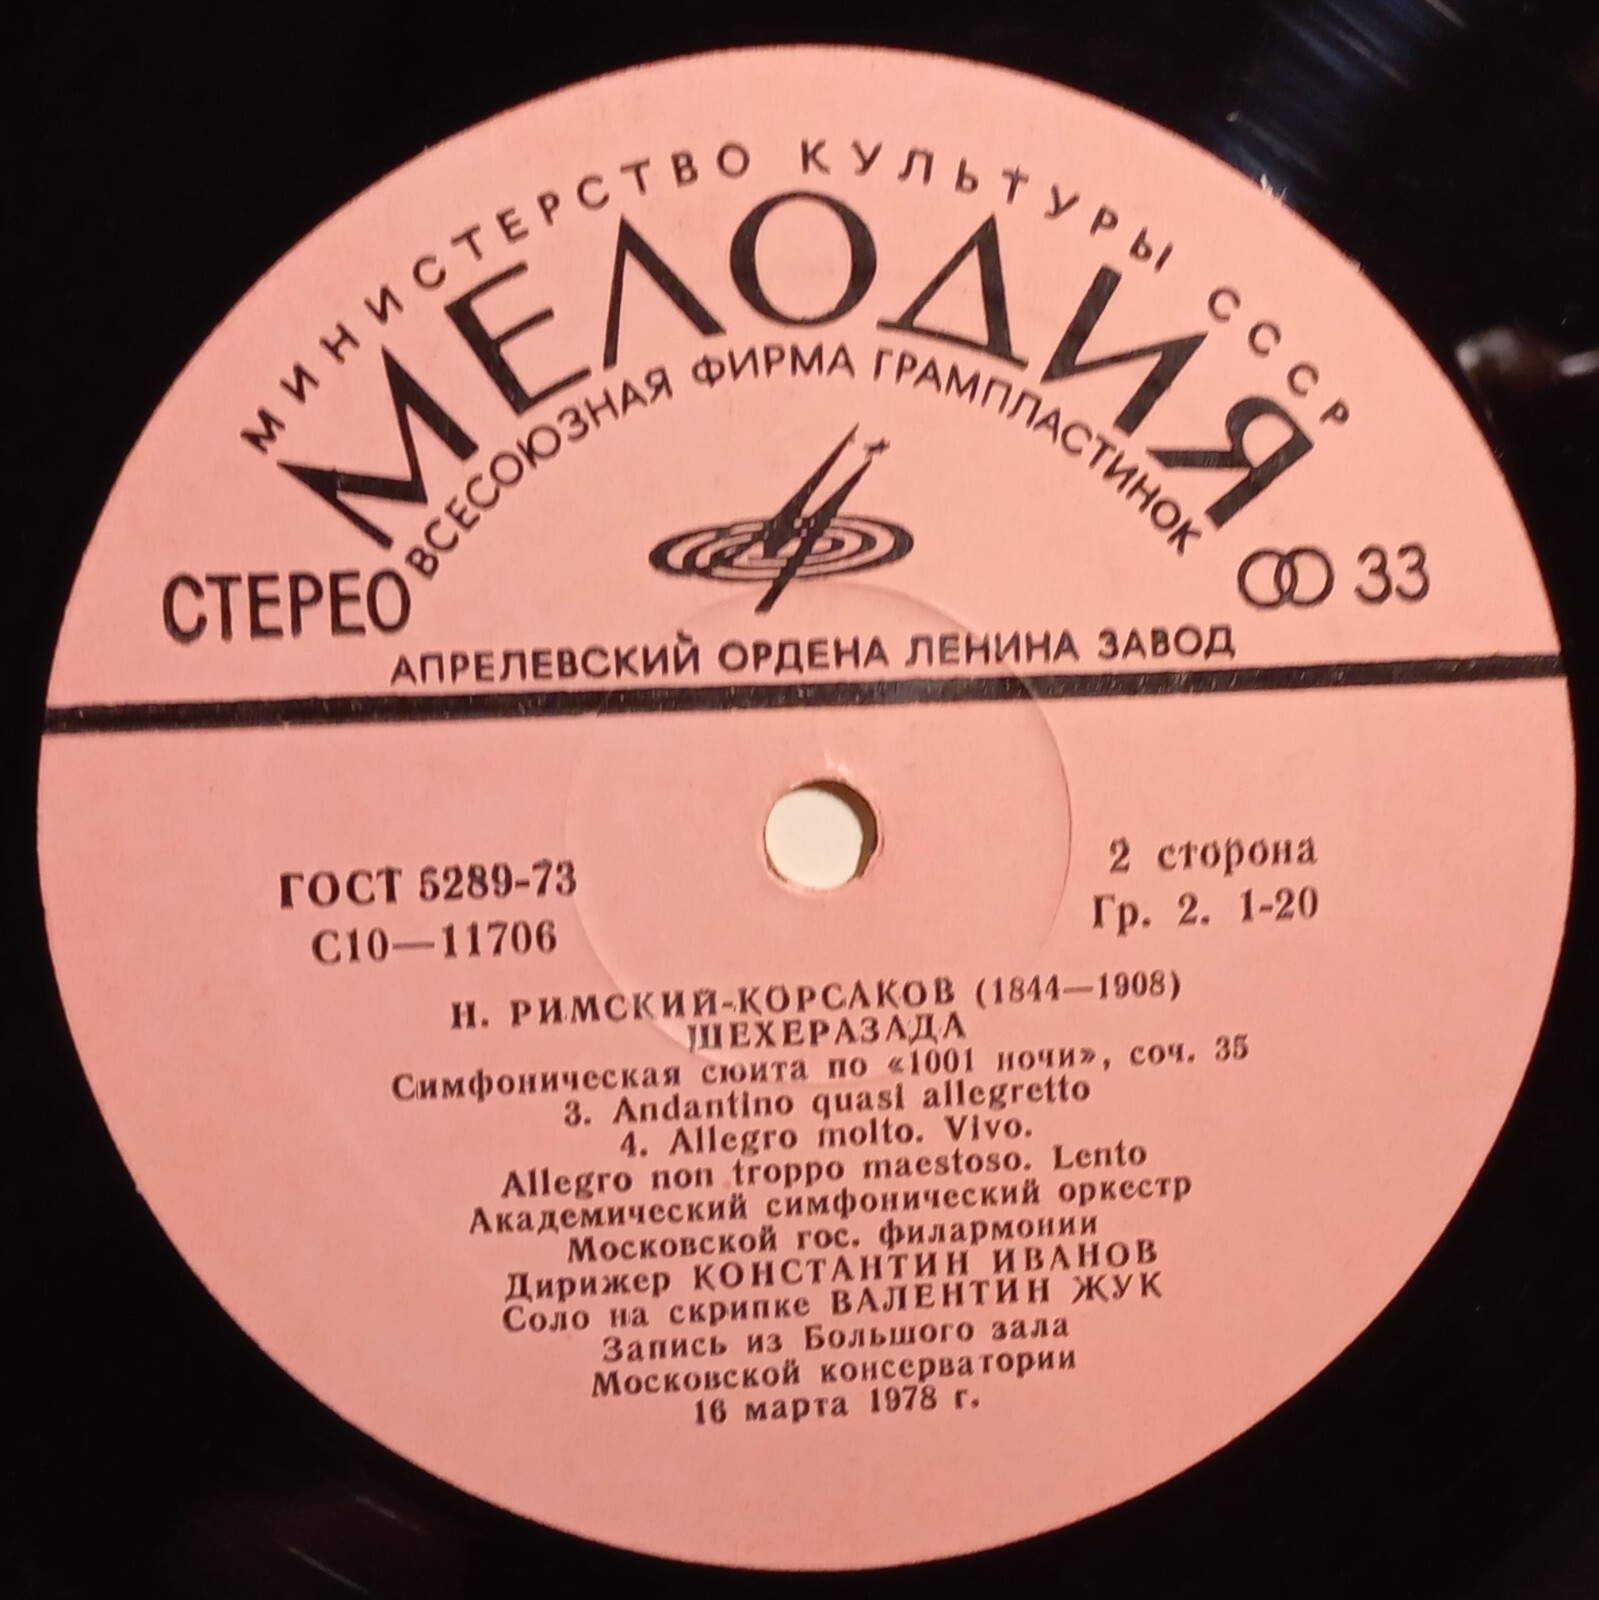 МИНИСТЕРСТВО КУЛЬТУРЫ СССР
МЕЛОДИЯ
ВСЕСОЮЗНАЯ ФИРМА ГРАМПЛАСТИНОК
СТЕРЕО
33
АПРЕЛЕВСКИЙ ОРДЕНА ЛЕНИНА ЗАВОД
ГОСТ 5289-73
С10—11706
2 сторона
Гр. 2. 1-20
Н. РИМСКИЙ-КОРСАКОВ (1844—1908)
ШЕХЕРАЗАДА
Симфоническая сюита по «1001 ночи», соч. 35
3. Andantino quasi allegretto
4. Allegro molto. Vivo.
Allegro non troppo maestoso. Lento
Академический симфонический оркестр
Московской гос. филармонии
Дирижер КОНСТАНТИН ИВАНОВ
Соло на скрипке ВАЛЕНТИН ЖУК
Запись из Большого зала
Московской консерватории
16 марта 1978 г.